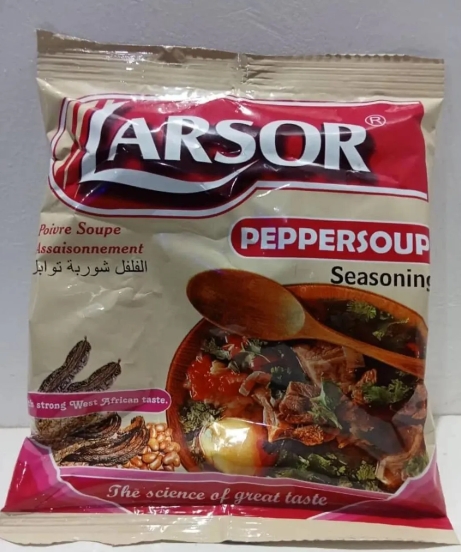 LARSOR®
Poivre Soupe
Assaisonnement
الفلفل شوربة توابل
PEPPERSOUP
Seasoning
strong West African taste.
The science of great taste